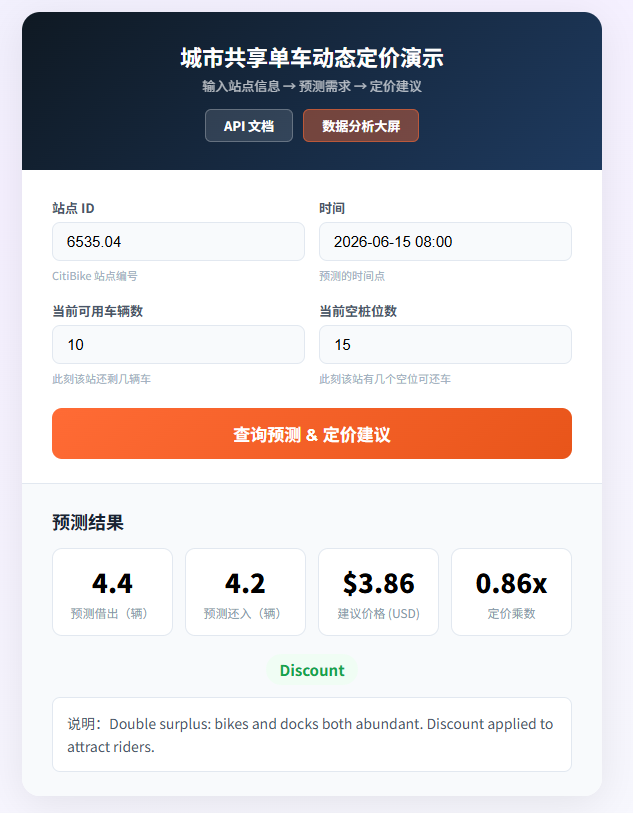 城市共享单车动态定价演示
输入站点信息 → 预测需求 → 定价建议
API 文档 数据分析大屏
站点 ID 时间
6535.04 2026-06-15 08:00
CitiBike 站点编号 预测的时间点
当前可用车辆数 当前空桩位数
10 15
此刻该站还剩几辆车 此刻该站有几个空位可还车
查询预测 & 定价建议
预测结果
4.4 4.2 $3.86 0.86x
预测借出（辆） 预测还入（辆） 建议价格 (USD) 定价乘数
Discount
说明：Double surplus: bikes and docks both abundant. Discount applied to
attract riders.